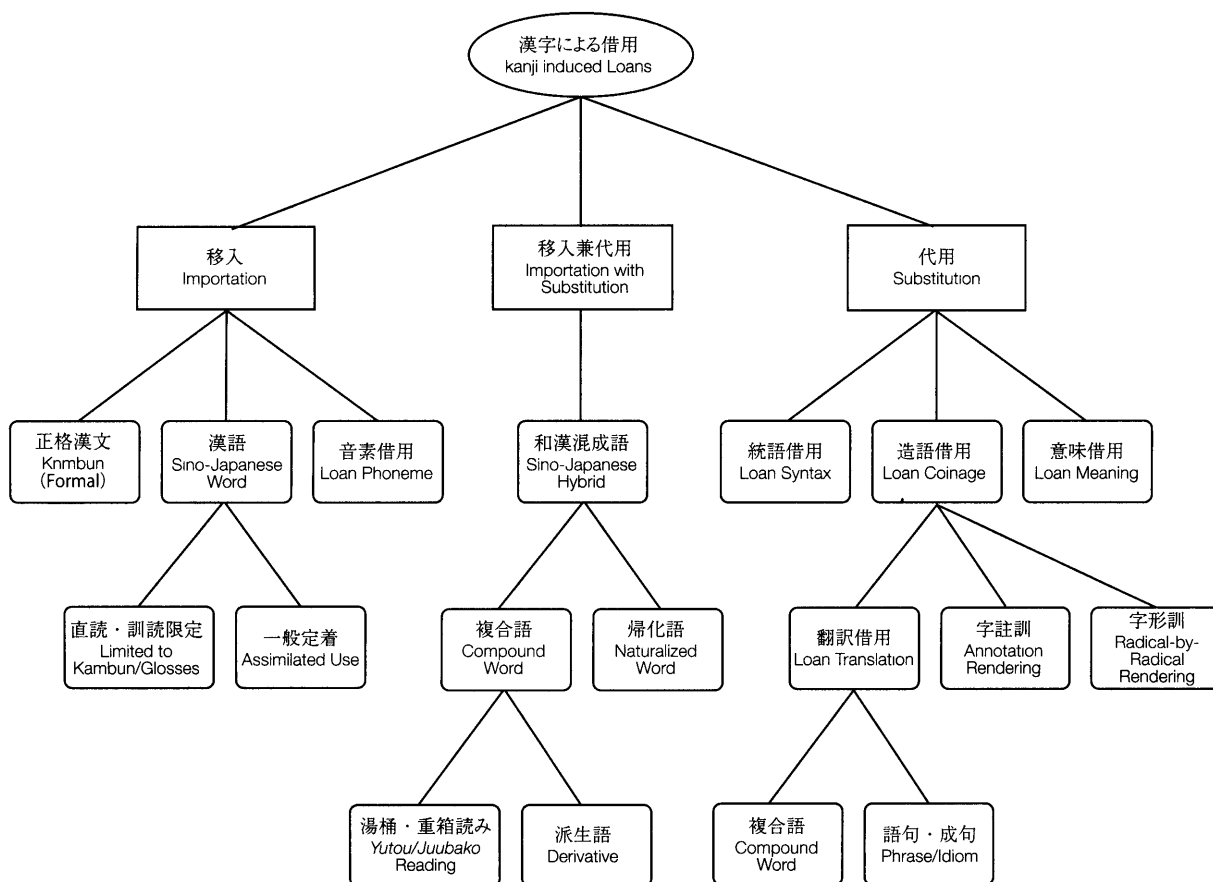 漢字による借用
kanji induced Loans
移入
Importation
移入兼代用
Importation with
Substitution
代用
Substitution
正格漢文
Knmbun
(Formal)
漢語
Sino-Japanese
Word
音素借用
Loan Phoneme
和漢混成語
Sino-Japanese
Hybrid
統語借用
Loan Syntax
造語借用
Loan Coinage
意味借用
Loan Meaning
直読・訓読限定
Limited to
Kambun/Glosses
一般定着
Assimilated Use
複合語
Compound
Word
帰化語
Naturalized
Word
翻訳借用
Loan Translation
字註訓
Annotation
Rendering
字形訓
Radical-by-
Radical
Rendering
湯桶・重箱読み
Yutou/Juubako
Reading
派生語
Derivative
複合語
Compound
Word
語句・成句
Phrase/Idiom